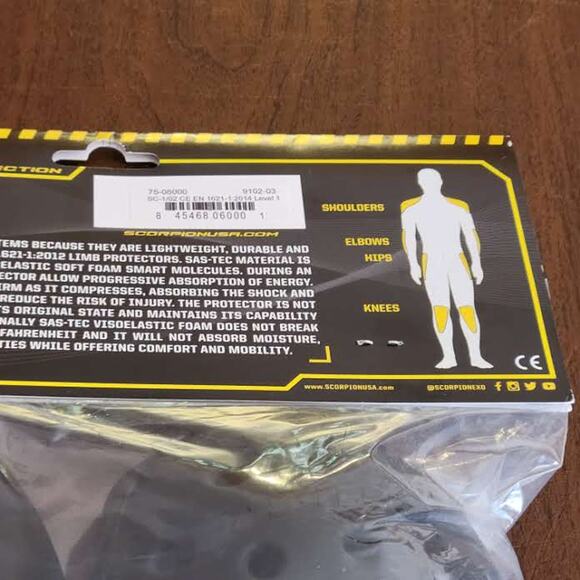 CTION
75-08000 9102-03
SC-1/02 CE EN 1621-1:2014 Level 1
8 45468 06000 1
SCORPIONUSA.COM
TEMS BECAUSE THEY ARE LIGHTWEIGHT, DURABLE AND
1621-1:2012 LIMB PROTECTORS. SAS-TEC MATERIAL IS
ELASTIC SOFT FOAM SMART MOLECULES. DURING AN
ECTOR ALLOW PROGRESSIVE ABSORPTION OF ENERGY.
IRM AS IT COMPRESSES, ABSORBING THE SHOCK AND
REDUCE THE RISK OF INJURY. THE PROTECTOR IS NOT
TS ORIGINAL STATE AND MAINTAINS ITS CAPABILITY
NALLY SAS-TEC VISOELASTIC FOAM DOES NOT BREAK
FAHRENHEIT AND IT WILL NOT ABSORB MOISTURE,
TIES WHILE OFFERING COMFORT AND MOBILITY.
SHOULDERS
ELBOWS
HIPS
KNEES
CE
www.SCORPIONUSA.com @SCORPIONEXO